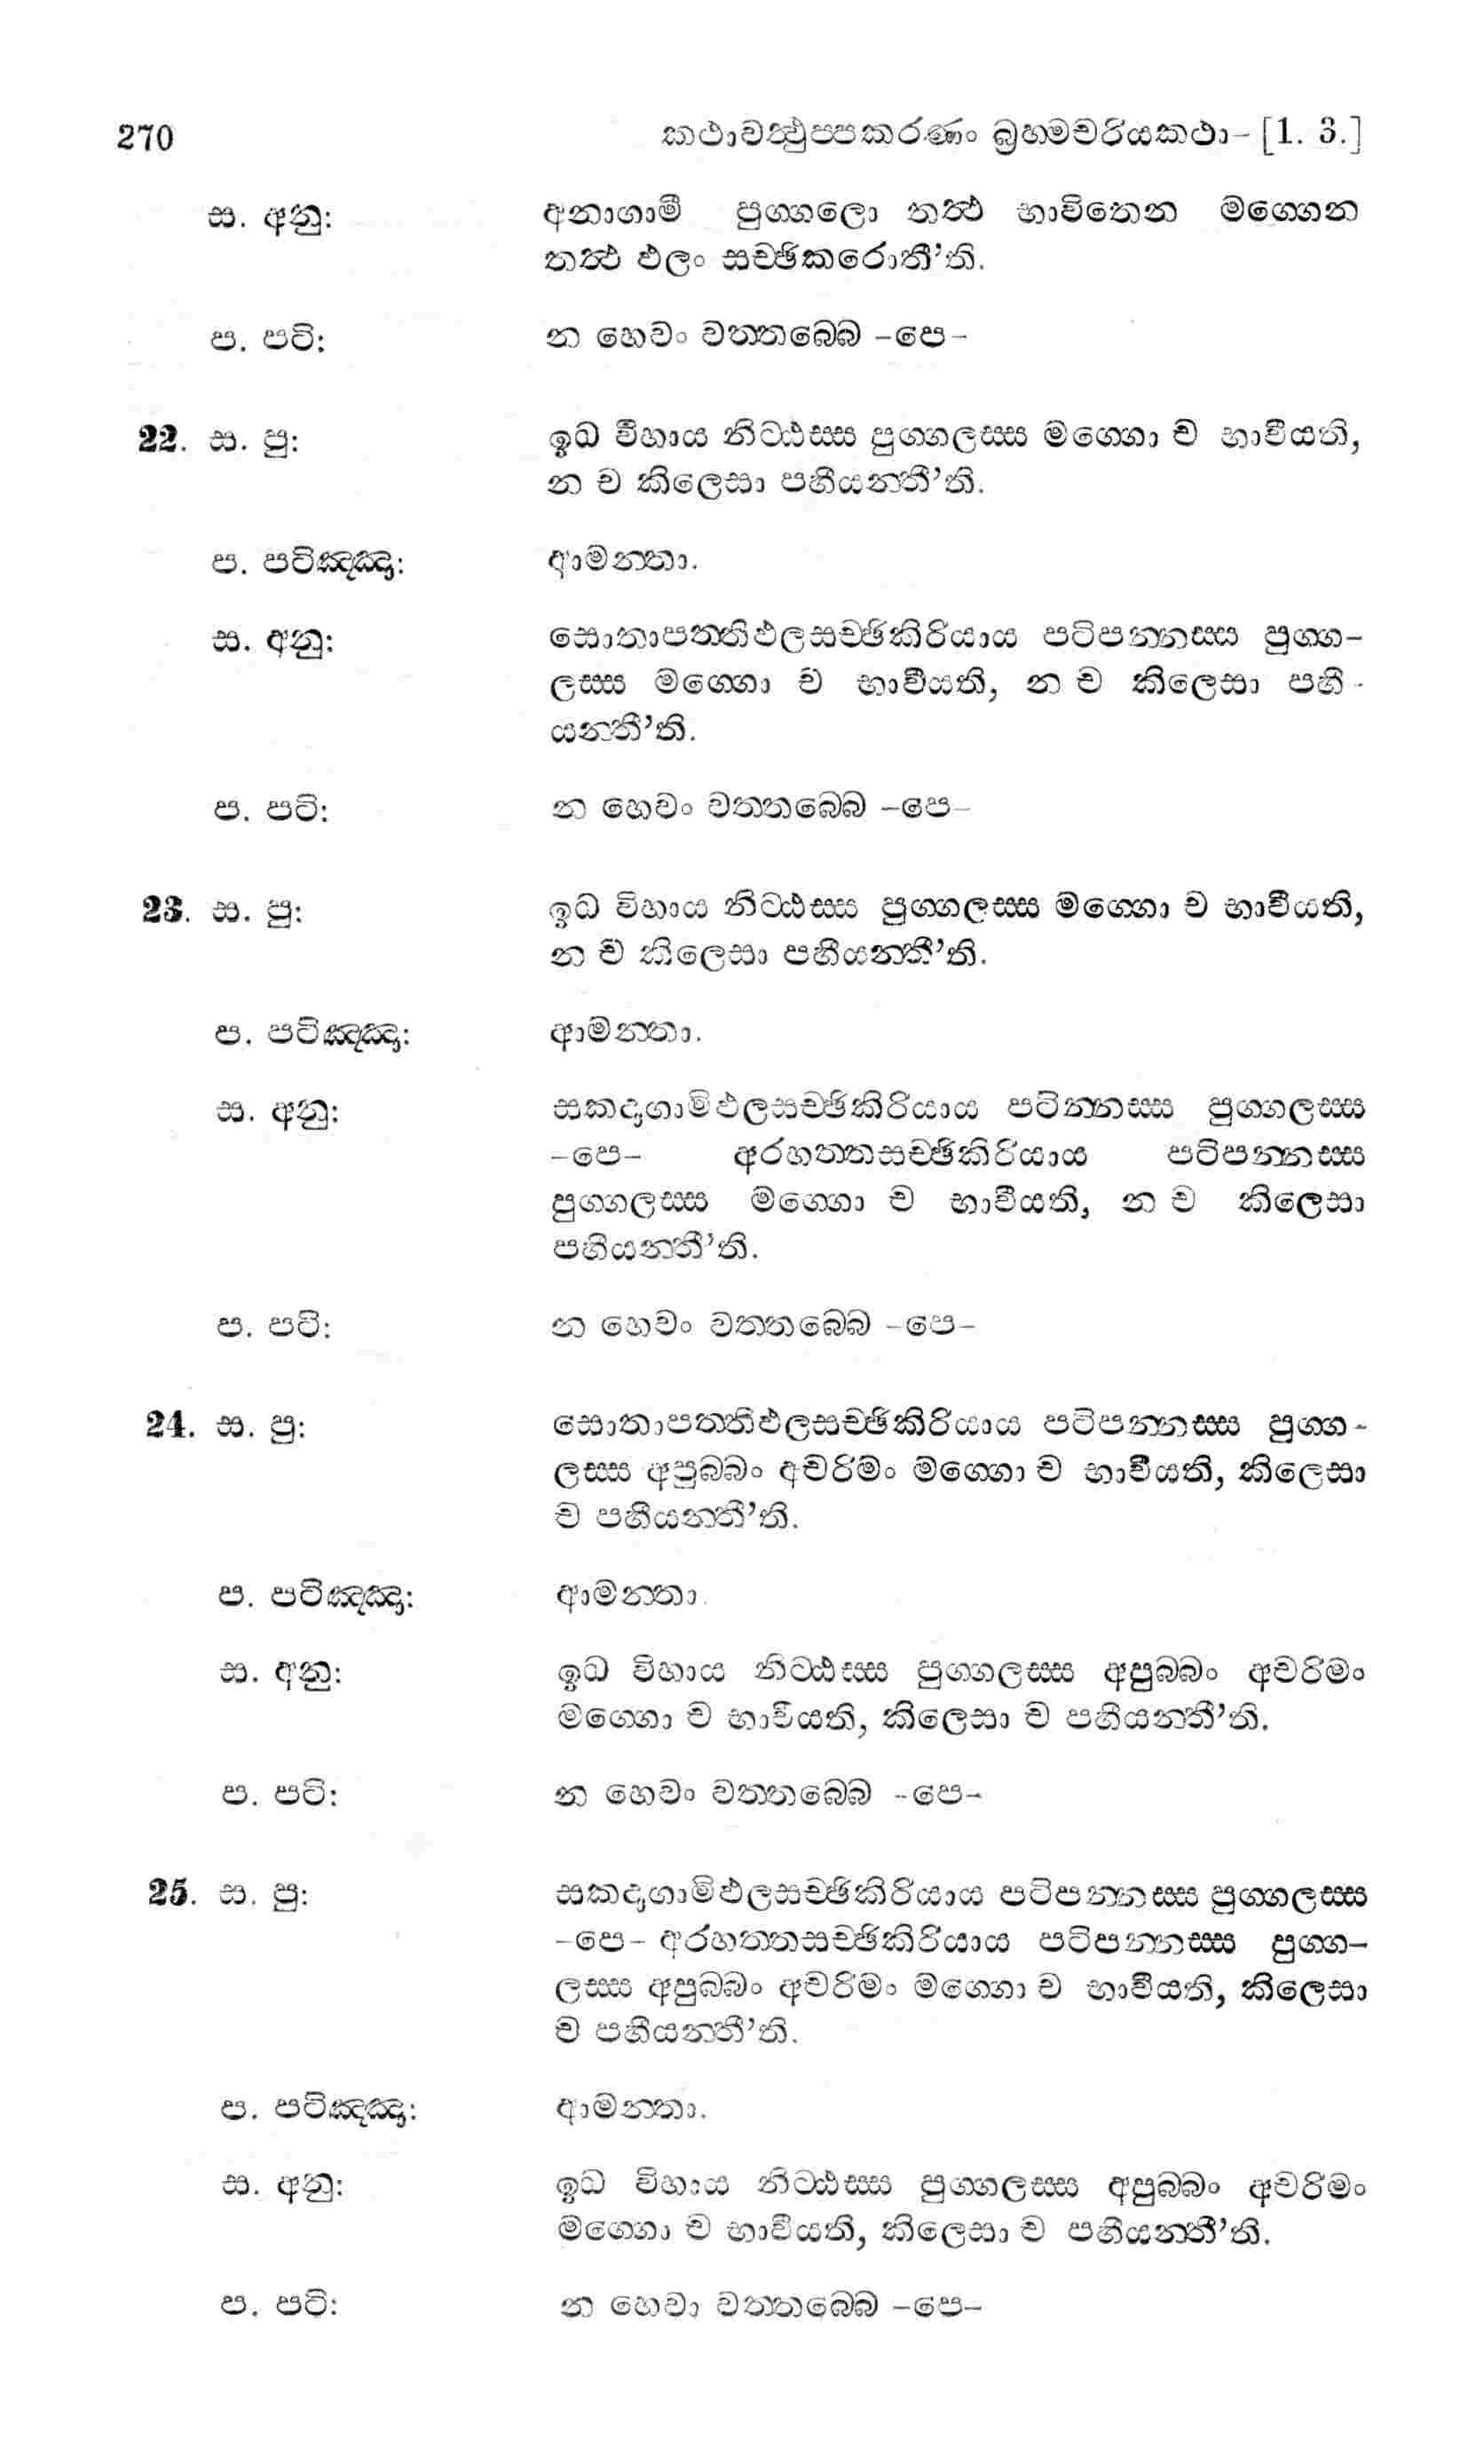 270 කථාවත්‍ථුප්පකරණං බ්‍රහ්මචරියකථා- [1. 3.]
ස. අනු: අනාගාමී පුග්ගලො තත්‍ථ භාවිතෙන මග්ගෙන
තත්‍ථ ඵලං සච්ඡිකරොතී’ති.
ප. පටි: න හෙවං වත්තබ්බෙ -පෙ-
22. ස. පු: ඉධ විහාය නිට්ඨස්ස පුග්ගලස්ස මග්ගො ච භාවීයති,
න ච කිලෙසා පහීයන්තී’ති.
ප. පටිඤ්ඤා: ආමන්තා.
ස. අනු: සොතාපත්තිඵලසච්ඡිකිරියාය පටිපන්නස්ස පුග්ග-
ලස්ස මග්ගො ච භාවීයති, න ච කිලෙසා පහී-
යන්තී’ති.
ප. පටි: න හෙවං වත්තබ්බෙ -පෙ-
23. ස. පු: ඉධ විහාය නිට්ඨස්ස පුග්ගලස්ස මග්ගො ච භාවීයති,
න ච කිලෙසා පහීයන්තී’ති.
ප. පටිඤ්ඤා: ආමන්තා.
ස. අනු: සකදාගාමිඵලසච්ඡිකිරියාය පටින්නස්ස පුග්ගලස්ස
-පෙ- අරහත්තසච්ඡිකිරියාය පටිපන්නස්ස
පුග්ගලස්ස මග්ගො ච භාවීයති, න ච කිලෙසා
පහියන්තී’ති.
ප. පටි: න හෙවං වත්තබ්බෙ -පෙ-
24. ස. පු: සොතාපත්තිඵලසච්ඡිකිරියාය පටිපන්නස්ස පුග්ග-
ලස්ස අපුබ්බං අචරිමං මග්ගො ච භාවීයති, කිලෙසා
ච පහීයන්තී’ති.
ප. පටිඤ්ඤා: ආමන්තා.
ස. අනු: ඉධ විහාය නිට්ඨස්ස පුග්ගලස්ස අපුබ්බං අචරිමං
මග්ගො ච භාවීයති, කිලෙසා ච පහීයන්තී’ති.
ප. පටි: න හෙවං වත්තබ්බෙ -පෙ-
25. ස. පු: සකදාගාමිඵලසච්ඡිකිරියාය පටිපන්නස්ස පුග්ගලස්ස
-පෙ- අරහත්තසච්ඡිකිරියාය පටිපන්නස්ස පුග්ග-
ලස්ස අපුබ්බං අචරිමං මග්ගො ච භාවීයති, කිලෙසා
ච පහීයන්තී’ති.
ප. පටිඤ්ඤා: ආමන්තා.
ස. අනු: ඉධ විහාය නිට්ඨස්ස පුග්ගලස්ස අපුබ්බං අචරිමං
මග්ගො ච භාවීයති, කිලෙසා ච පහීයන්තී’ති.
ප. පටි: න හෙවා වත්තබ්බෙ -පෙ-